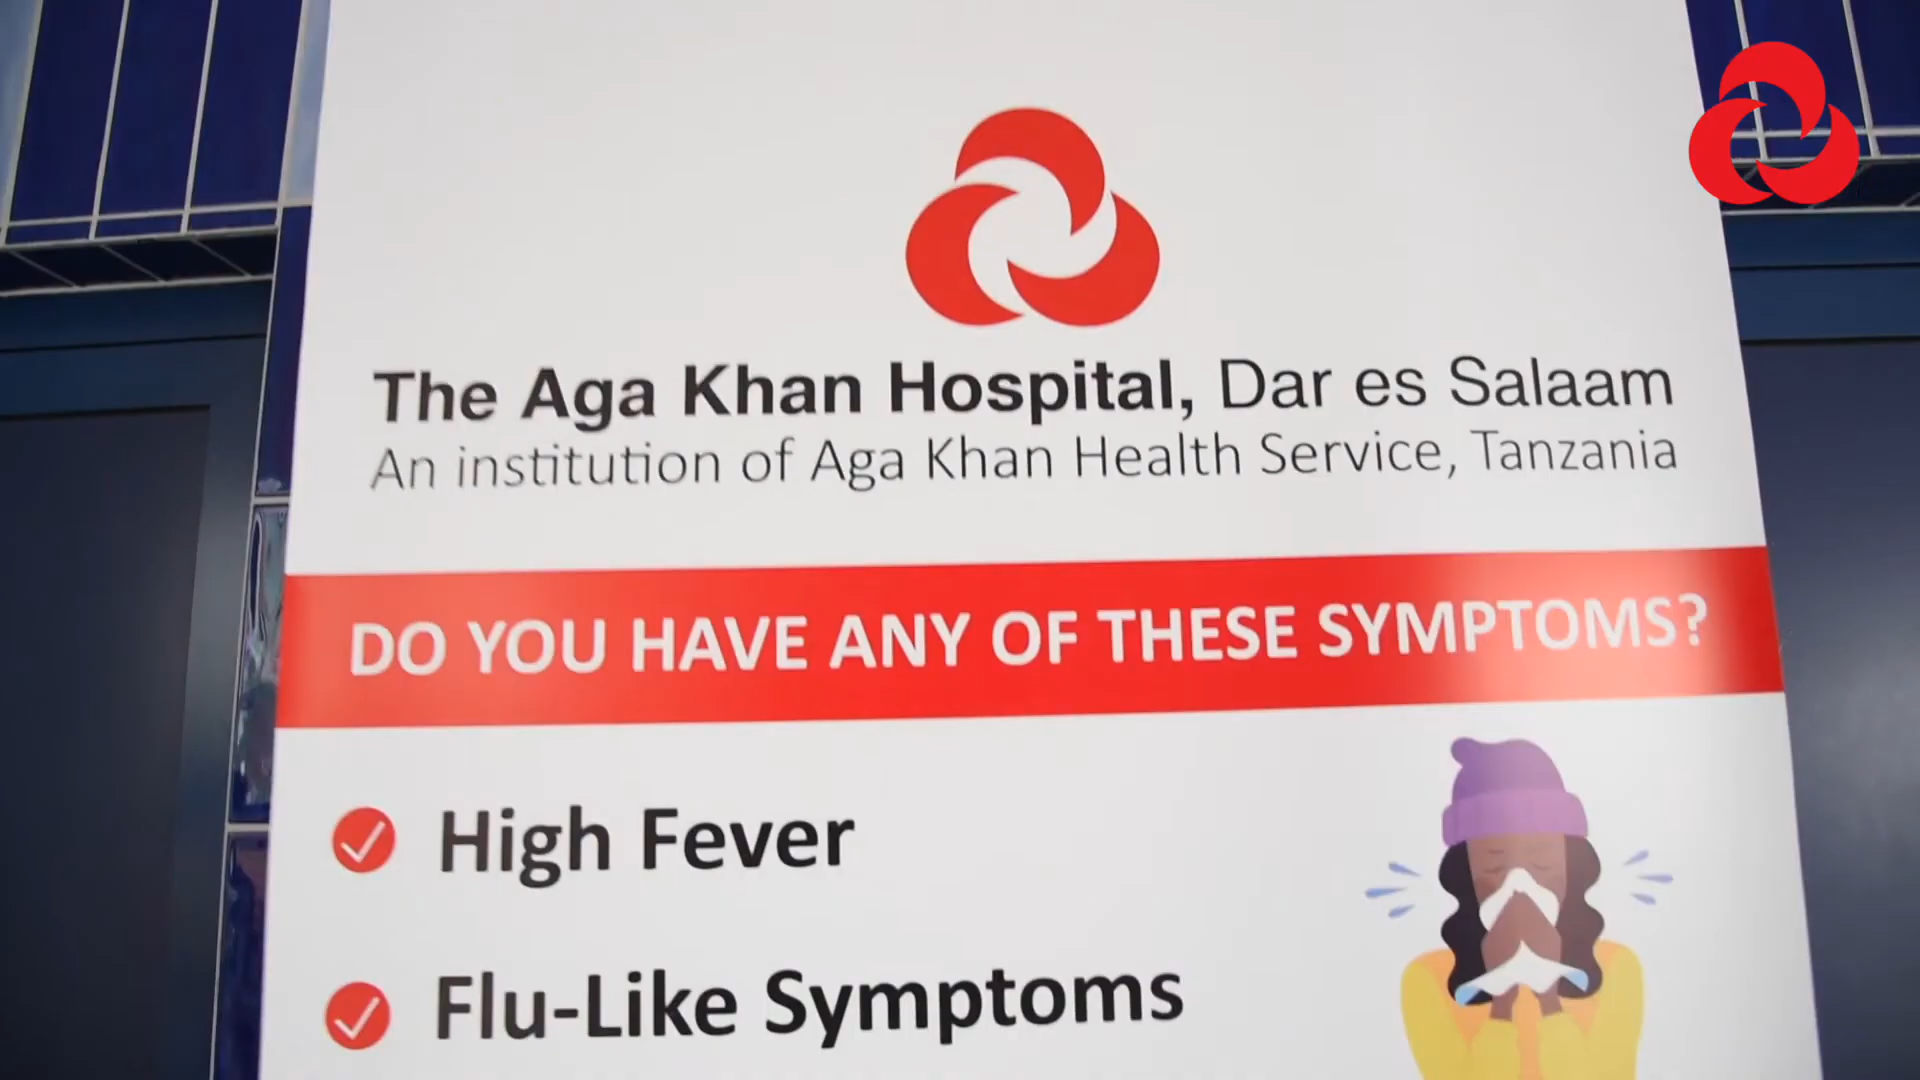 The Aga Khan Hospital, Dar es Salaam
An institution of Aga Khan Health Service, Tanzania
DO YOU HAVE ANY OF THESE SYMPTOMS?
High Fever
Flu-Like Symptoms